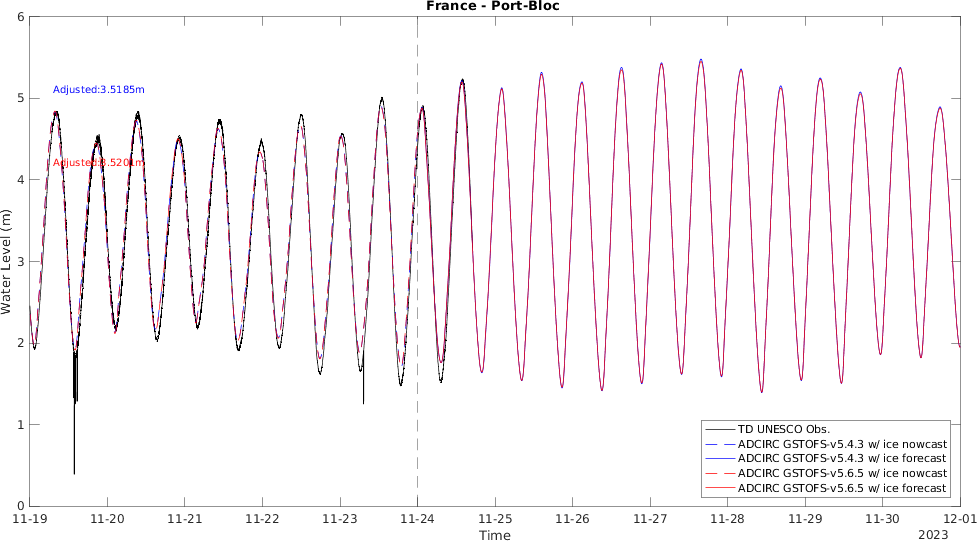 France - Port-Bloc
6
5
4
3
2
1
0
Water Level (m)
Adjusted:3.5185m
Adjusted:3.5201m
TD UNESCO Obs.
ADCIRC GSTOFS-v5.4.3 w/ ice nowcast
ADCIRC GSTOFS-v5.4.3 w/ ice forecast
ADCIRC GSTOFS-v5.6.5 w/ ice nowcast
ADCIRC GSTOFS-v5.6.5 w/ ice forecast
11-19 11-20 11-21 11-22 11-23 11-24 11-25 11-26 11-27 11-28 11-29 11-30 12-01
Time
2023